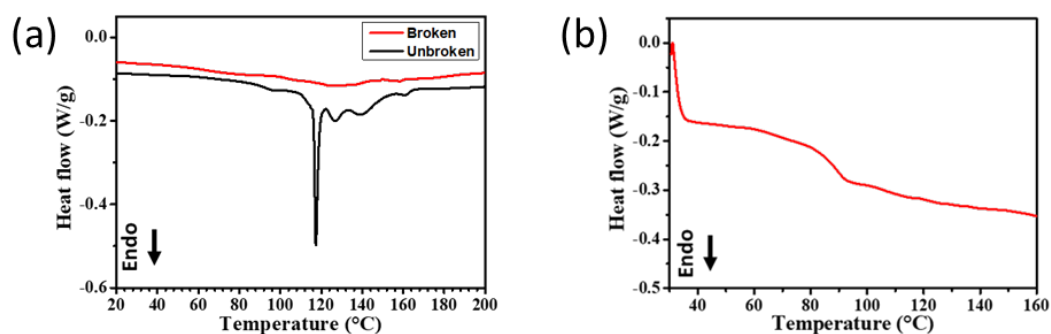 (a)
Heat flow (W/g)
0.0
-0.2
-0.4
-0.6
Broken
Unbroken
Endo
20 40 60 80 100 120 140 160 180 200
Temperature (°C)
(b)
Heat flow (W/g)
0.0
-0.1
-0.2
-0.3
-0.4
-0.5
Endo
40 60 80 100 120 140 160
Temperature (°C)